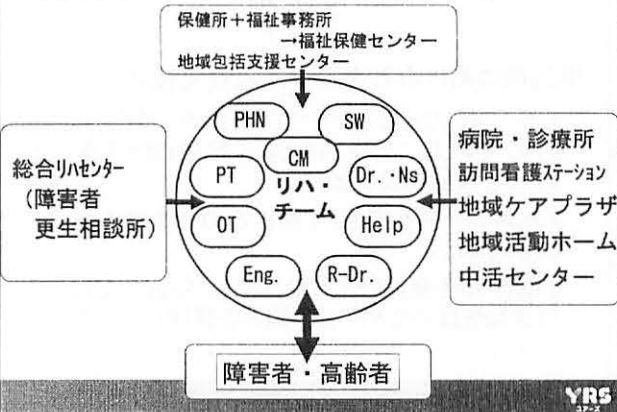 保健所+福祉事務所
→福祉保健センター
地域包括支援センター
PHN
SW
CM
総合リハセンター
(障害者
更生相談所)
PT
リハ・
チーム
Dr.・Ns
OT
Help
Eng.
R-Dr.
病院・診療所
訪問看護ステーション
地域ケアプラザ
地域活動ホーム
中活センター
障害者・高齢者
YRS